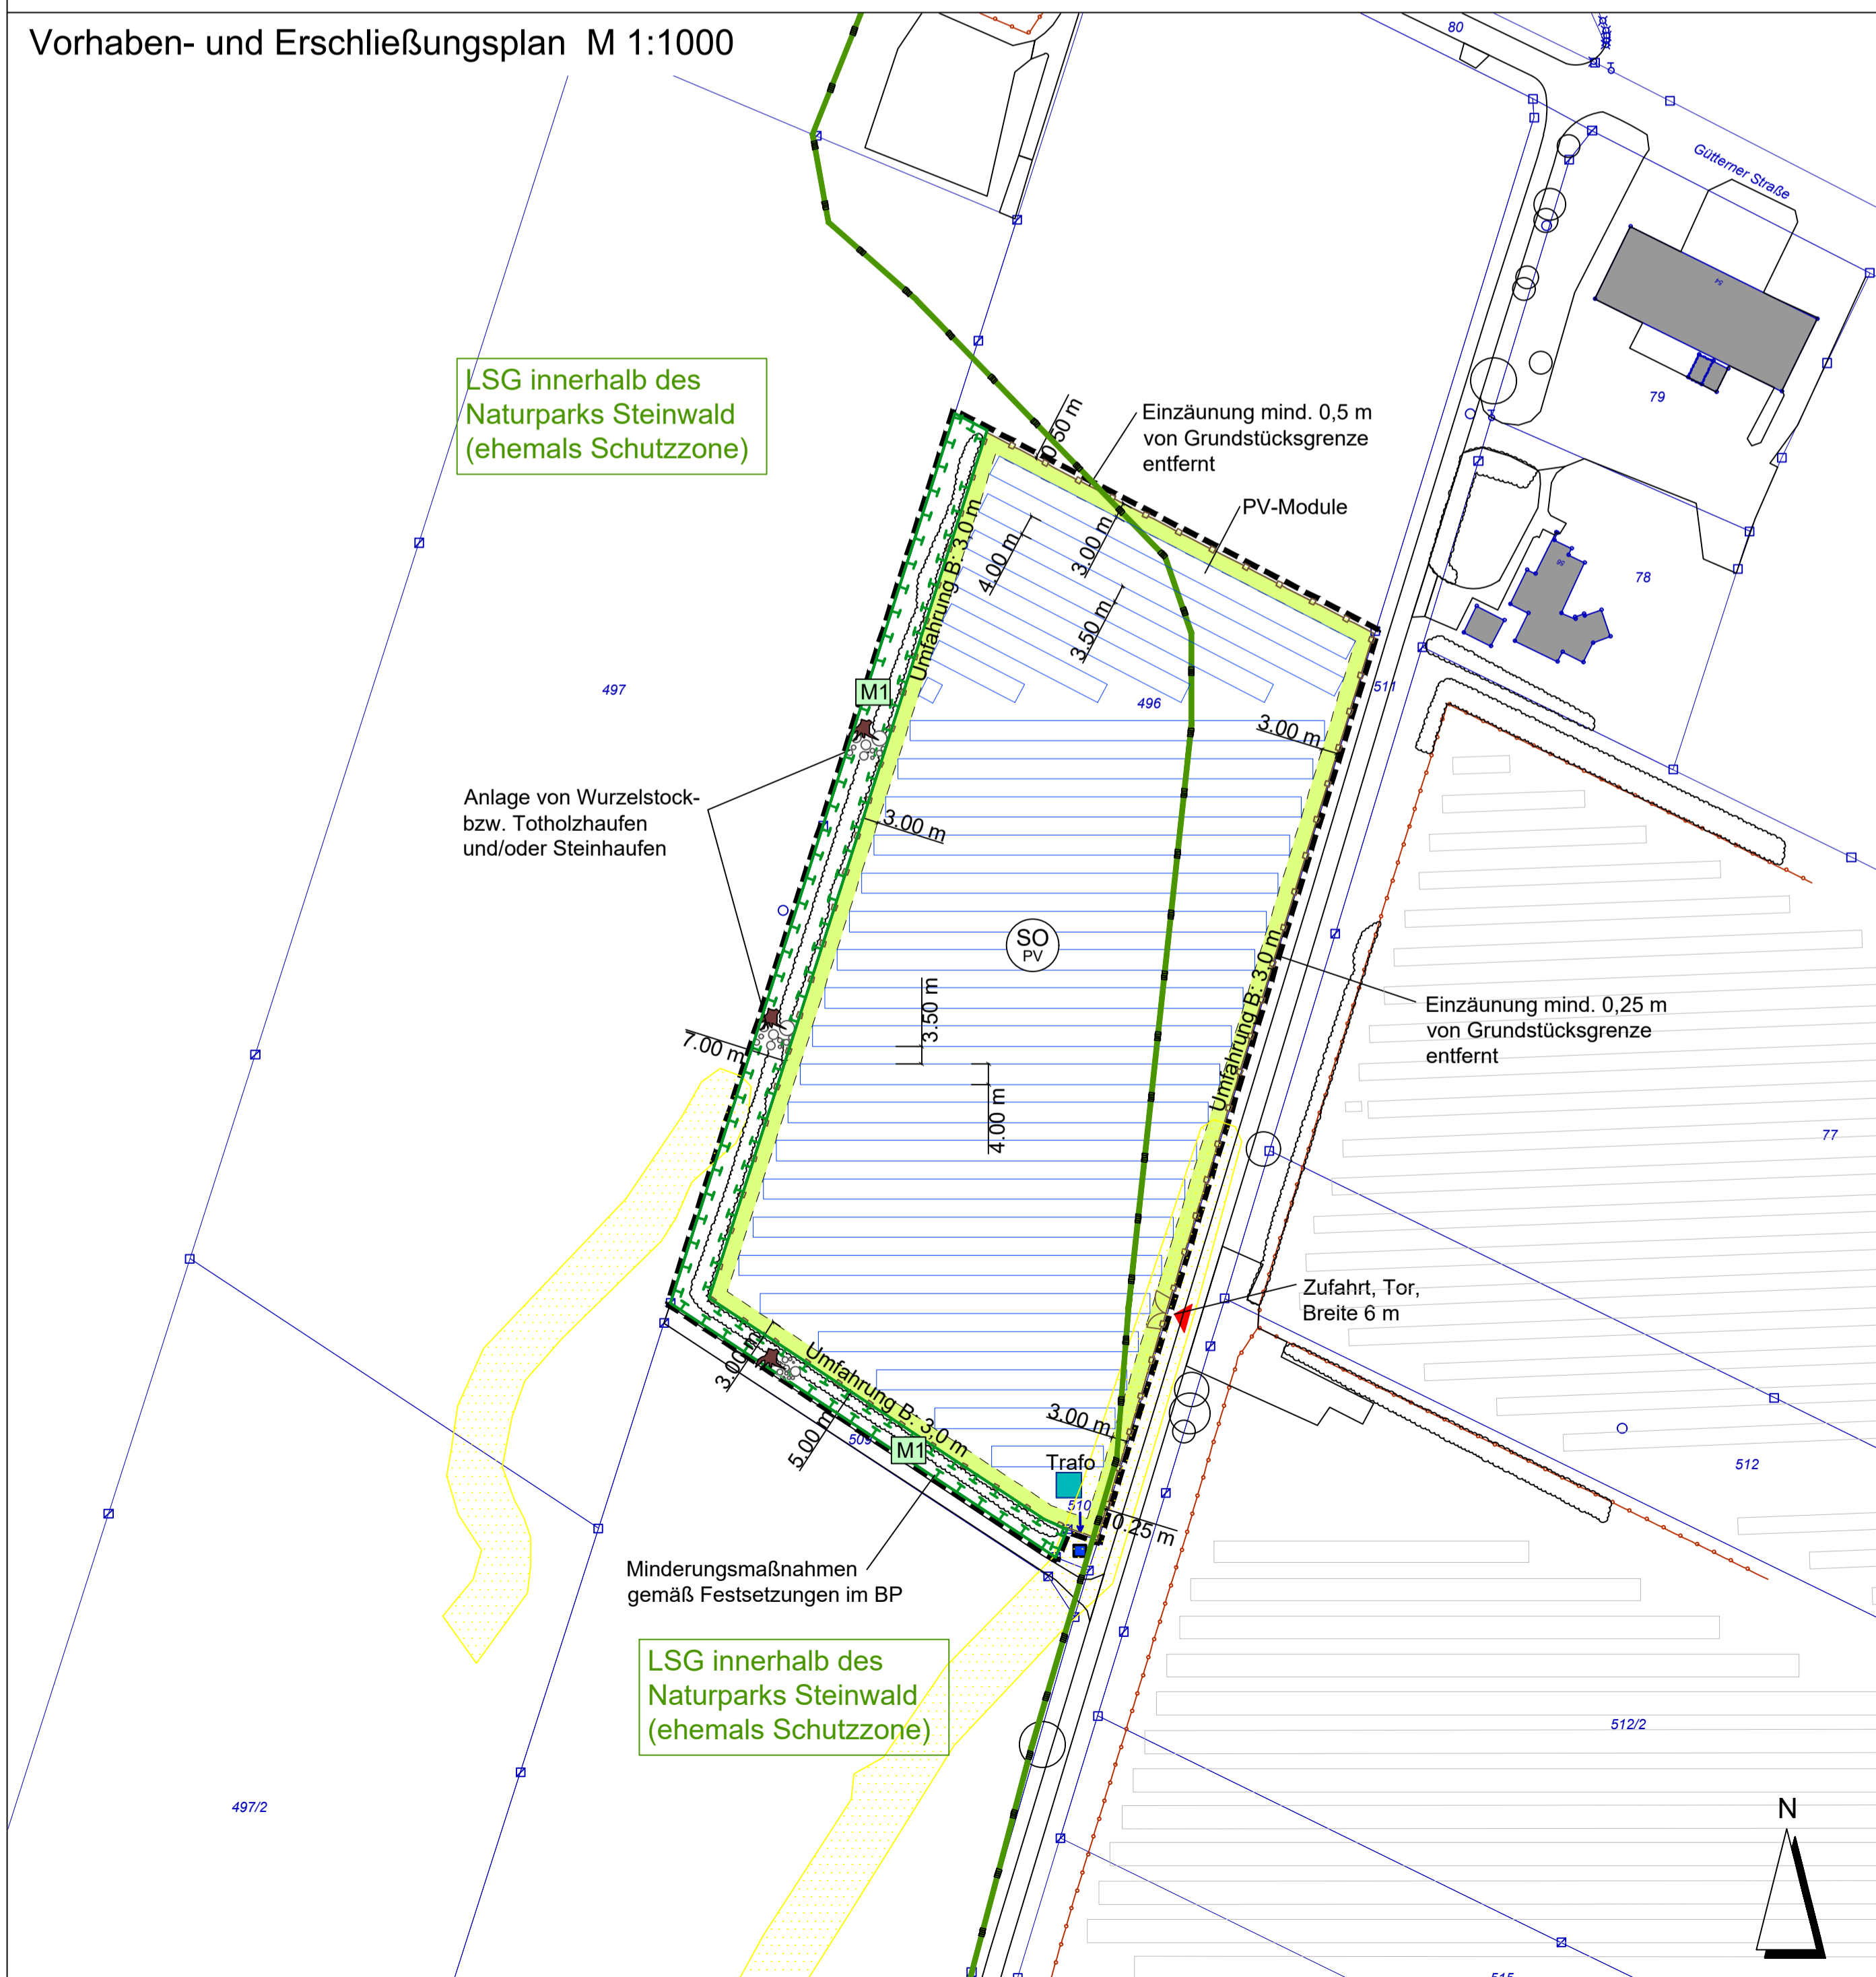 Vorhaben- und Erschließungsplan M 1:1000
80
Gütterner Straße
54
79
LSG innerhalb des
Naturparks Steinwald
(ehemals Schutzzone)
0.50 m
Einzäunung mind. 0,5 m
von Grundstücksgrenze
entfernt
PV-Module
Umfahrung B: 3,0 m
4.00 m
3.00 m
3.50 m
56
78
497
M1
496
511
3.00 m
Anlage von Wurzelstock-
bzw. Totholzhaufen
und/oder Steinhaufen
3.00 m
SO
PV
3.50 m
4.00 m
Umfahrung B: 3,0 m
Einzäunung mind. 0,25 m
von Grundstücksgrenze
entfernt
7.00 m
77
Zufahrt, Tor,
Breite 6 m
3.00 m
Umfahrung B: 3,0 m
5.00 m
509
M1
3.00 m
Trafo
510
0.25 m
512
Minderungsmaßnahmen
gemäß Festsetzungen im BP
LSG innerhalb des
Naturparks Steinwald
(ehemals Schutzzone)
512/2
497/2
N
515